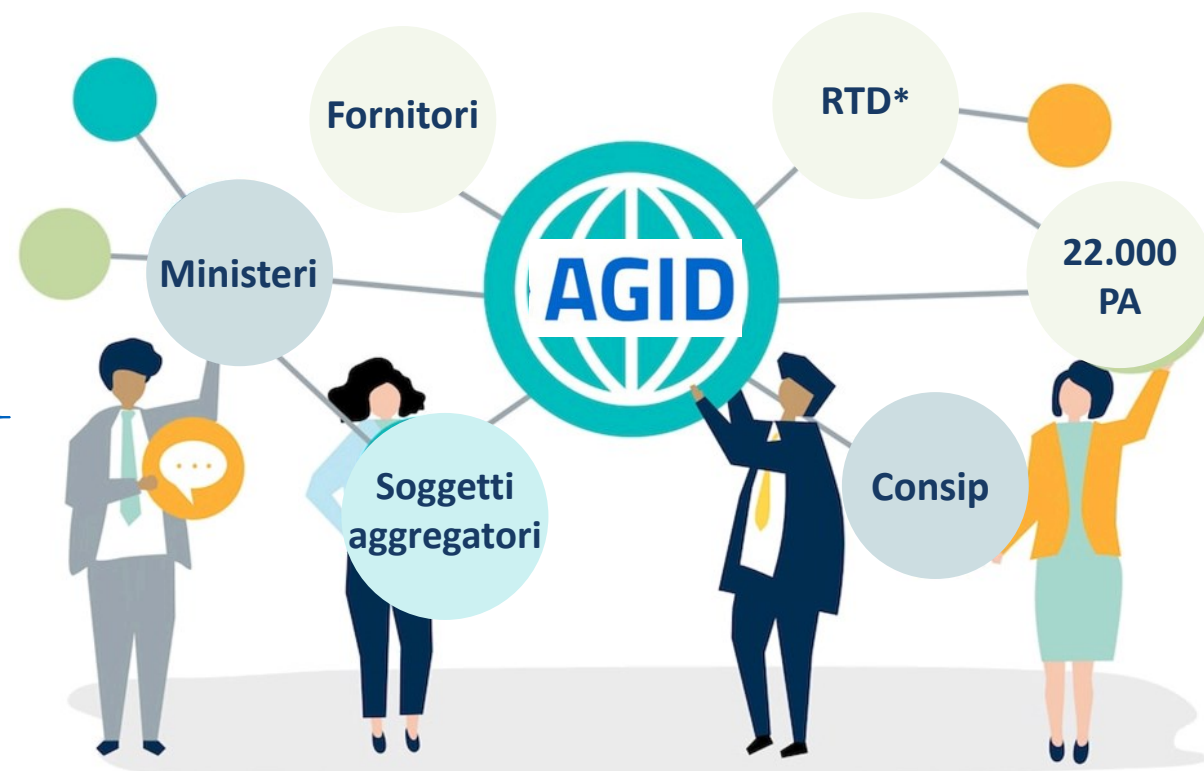 Fornitori
RTD*
Ministeri
AGID
22.000
PA
Soggetti
aggregatori
Consip